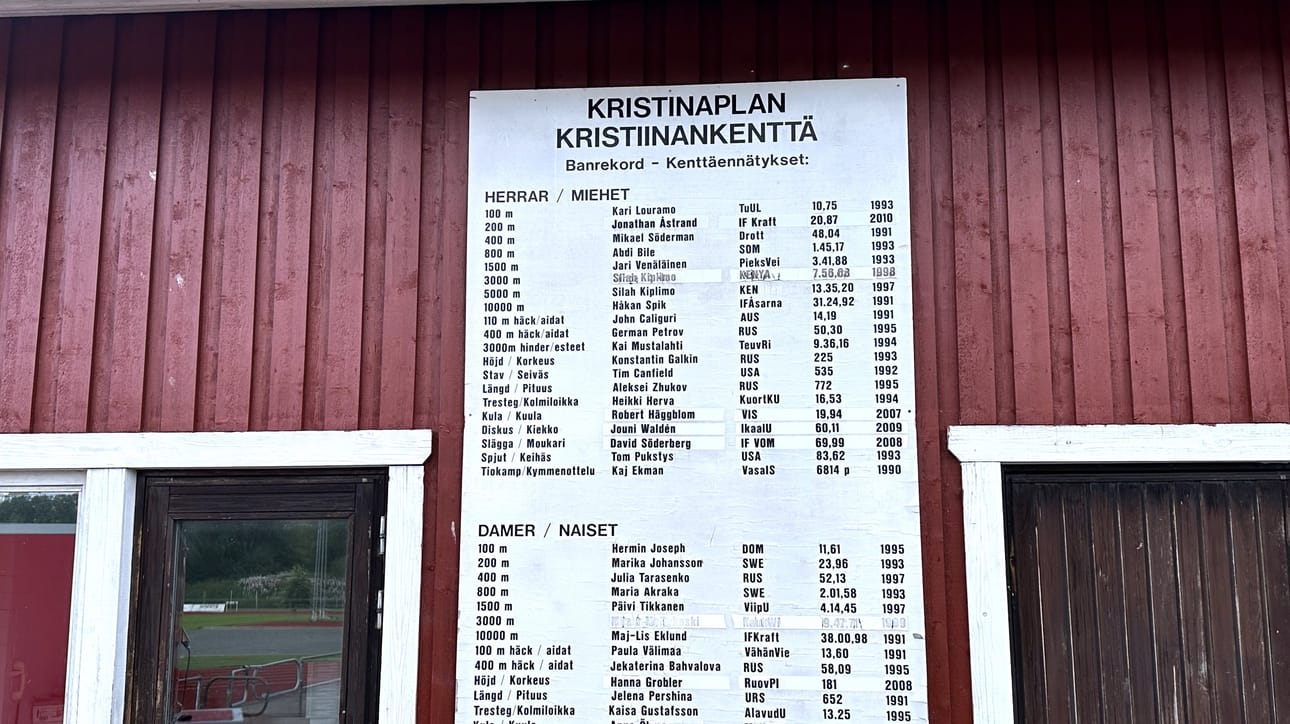 KRISTINAPLAN
KRISTIINANKENTTÄ
Banrekord - Kenttäennätykset:
HERRAR / MIEHET
100 m Kari Louramo TuUL 10,75 1993
200 m Jonathan Åstrand IF Kraft 20,87 2010
400 m Mikael Söderman Drott 48,04 1991
800 m Abdi Bile SOM 1.45,17 1993
1500 m Jari Venäläinen PieksVei 3.41,88 1993
3000 m Silah Kiplimo KENYA 7.56,68 1998
5000 m Silah Kiplimo KEN 13.35,20 1997
10000 m Håkan Spik IFÅsarna 31.24,92 1991
110 m häck/aidat John Caliguri AUS 14,19 1991
400 m häck/aidat German Petrov RUS 50,30 1995
3000m hinder/esteet Kai Mustalahti TeuvRi 9.36,16 1994
Höjd / Korkeus Konstantin Galkin RUS 225 1993
Stav / Seiväs Tim Canfield USA 535 1992
Längd / Pituus Aleksei Zhukov RUS 772 1995
Tresteg/Kolmiloikka Heikki Herva KuortKU 16,53 1994
Kula / Kuula Robert Häggblom VIS 19,94 2007
Diskus / Kiekko Jouni Waldén IkaalU 60,11 2009
Slägga / Moukari David Söderberg IF VOM 69,99 2008
Spjut / Keihäs Tom Pukstys USA 83,62 1993
Tiokamp/Kymmenottelu Kaj Ekman VasaIS 6814 p 1990
DAMER / NAISET
100 m Hermin Joseph DOM 11,61 1995
200 m Marika Johansson SWE 23,96 1993
400 m Julia Tarasenko RUS 52,13 1997
800 m Maria Akraka SWE 2.01,58 1993
1500 m Päivi Tikkanen ViipU 4.14,45 1997
3000 m
10000 m Maj-Lis Eklund IFKraft 38.00,98 1991
100 m häck / aidat Paula Välimaa VähänVie 13,60 1991
400 m häck / aidat Jekaterina Bahvalova RUS 58,09 1995
Höjd / Korkeus Hanna Grobler RuovPI 181 2008
Längd / Pituus Jelena Pershina URS 652 1991
Tresteg/Kolmiloikka Kaisa Gustafsson AlavudU 13.25 1995